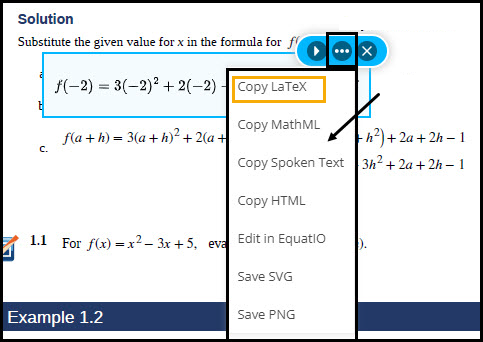 Solution
Substitute the given value for x in the formula for f(
f(−2) = 3(−2)² + 2(−2) −
c. f(a + h) = 3(a + h)² + 2(a + h²) + 2a + 2h − 1
3h² + 2a + 2h − 1
1.1 For f(x) = x² − 3x + 5, eva ).
Example 1.2
Copy LaTeX
Copy MathML
Copy Spoken Text
Copy HTML
Edit in EquatIO
Save SVG
Save PNG